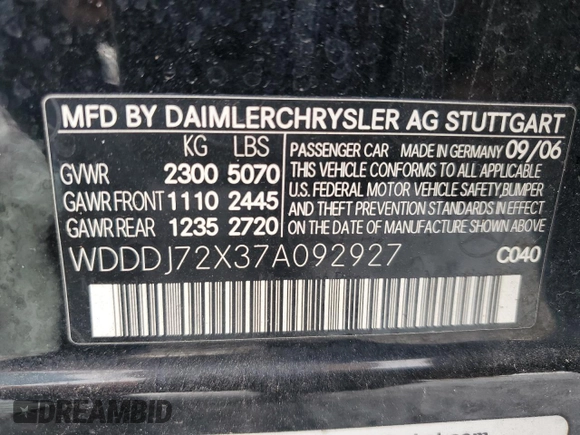 MFD BY DAIMLERCHRYSLER AG STUTTGART
KG LBS
GVWR 2300 5070
GAWR FRONT 1110 2445
GAWR REAR 1235 2720
PASSENGER CAR MADE IN GERMANY 09/06
THIS VEHICLE CONFORMS TO ALL APPLICABLE
U.S. FEDERAL MOTOR VEHICLE SAFETY, BUMPER
AND THEFT PREVENTION STANDARDS IN EFFECT
ON THE DATE OF MANUFACTURE SHOWN ABOVE
WDDDJ72X37A092927 C040
DREAMBID